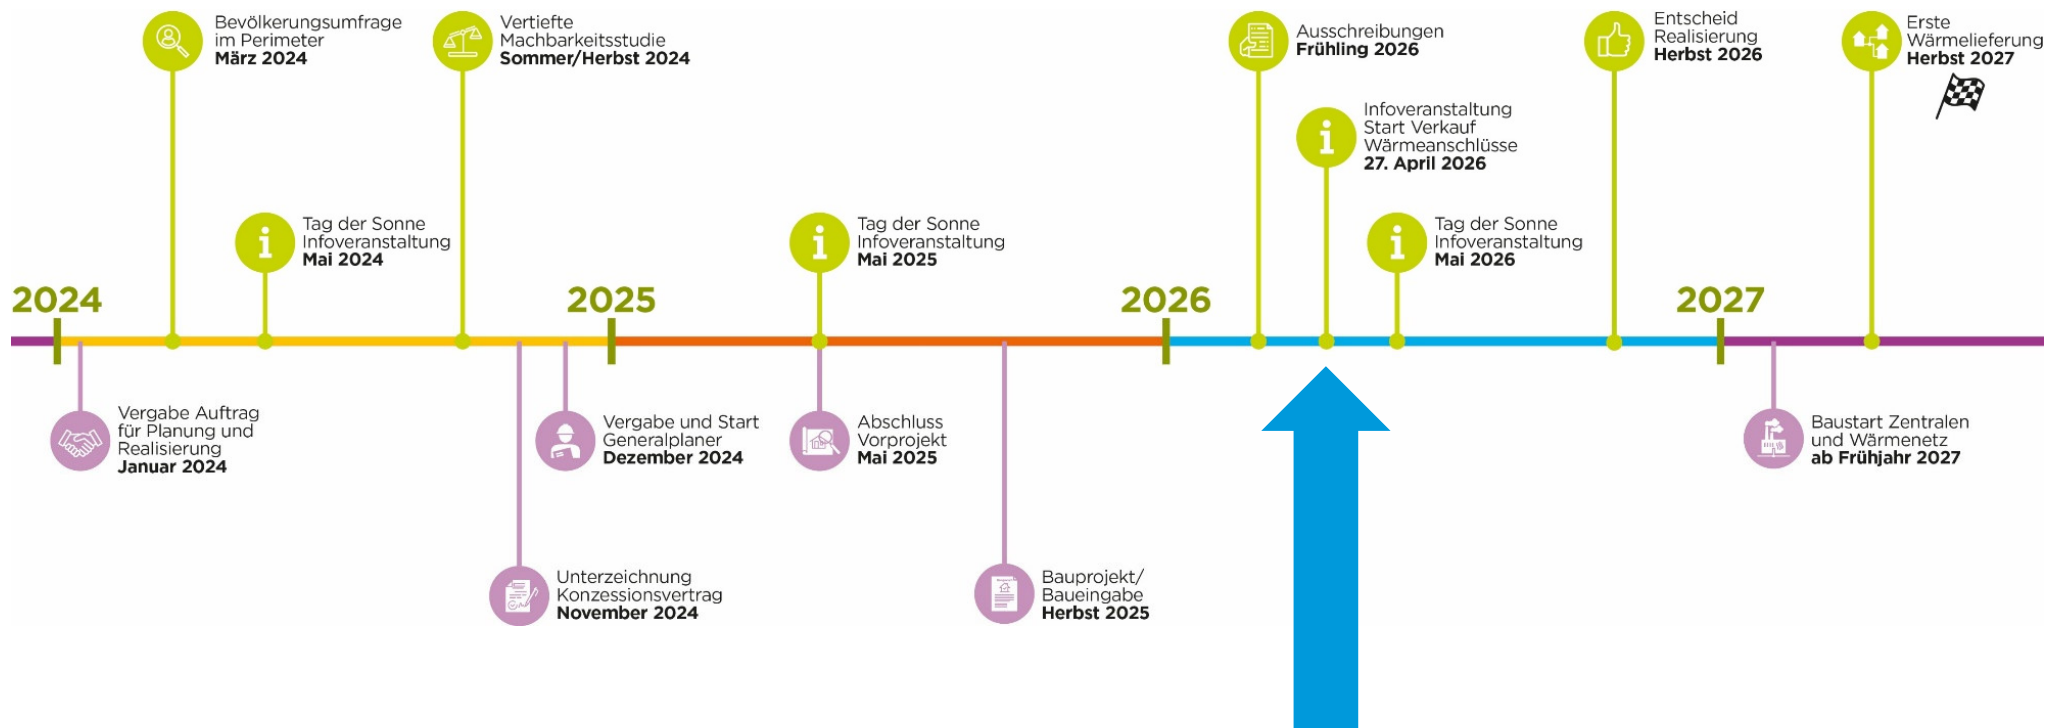 Bevölkerungsumfrage
im Perimeter
März 2024
Vertiefte
Machbarkeitsstudie
Sommer/Herbst 2024
Ausschreibungen
Frühling 2026
Entscheid
Realisierung
Herbst 2026
Erste
Wärmelieferung
Herbst 2027
Infoveranstaltung
Start Verkauf
Wärmeanschlüsse
27. April 2026
Tag der Sonne
Infoveranstaltung
Mai 2024
Tag der Sonne
Infoveranstaltung
Mai 2025
Tag der Sonne
Infoveranstaltung
Mai 2026
2024
2025
2026
2027
Vergabe Auftrag
für Planung und
Realisierung
Januar 2024
Vergabe und Start
Generalplaner
Dezember 2024
Abschluss
Vorprojekt
Mai 2025
Baustart Zentralen
und Wärmenetz
ab Frühjahr 2027
Unterzeichnung
Konzessionsvertrag
November 2024
Bauprojekt/
Baueingabe
Herbst 2025